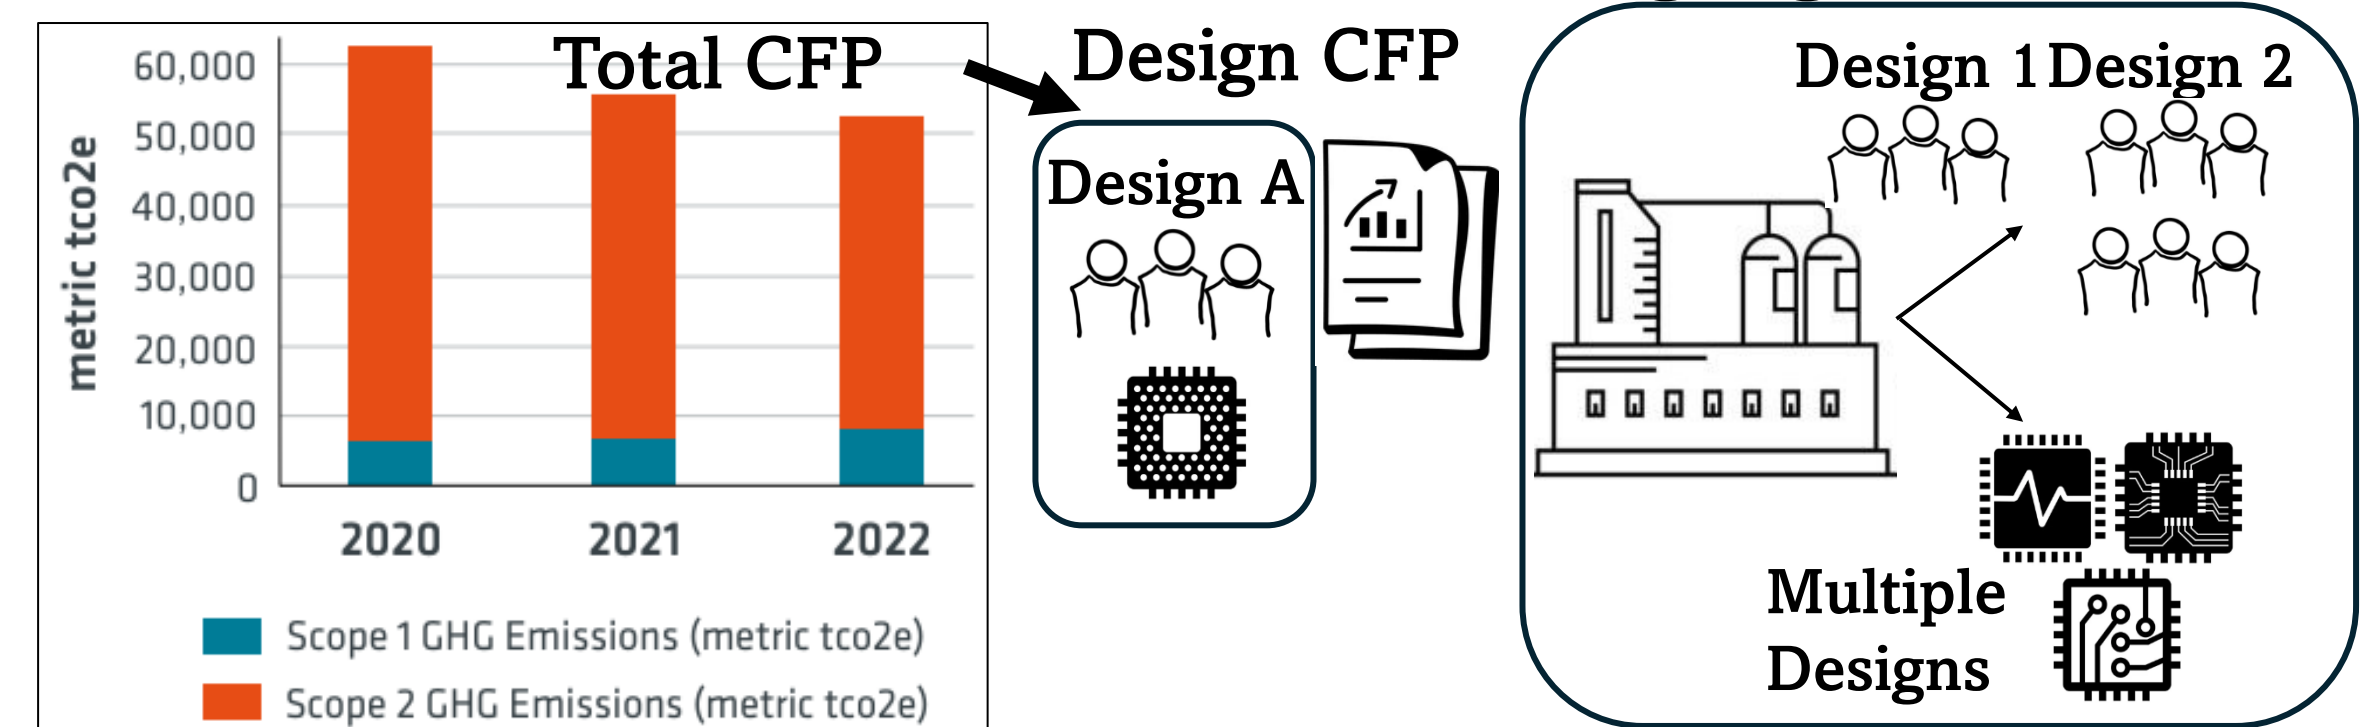 Total CFP
metric tco2e
60,000
50,000
40,000
30,000
20,000
10,000
0
2020 2021 2022
Scope 1 GHG Emissions (metric tco2e)
Scope 2 GHG Emissions (metric tco2e)
Design CFP
Design A
Design 1 Design 2
Multiple
Designs